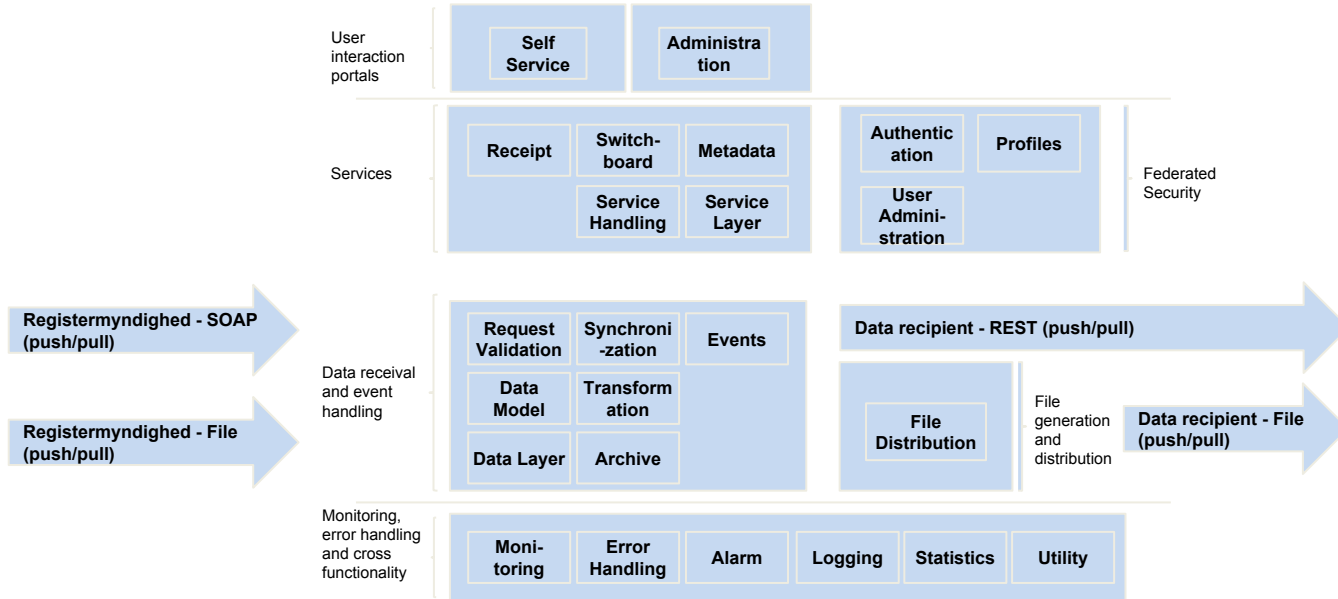 User
interaction
portals
Self
Service
Administra
tion
Services
Receipt
Switch-
board
Metadata
Service
Handling
Service
Layer
Authentic
ation
Profiles
User
Admini-
stration
Federated
Security
Registermyndighed - SOAP
(push/pull)
Registermyndighed - File
(push/pull)
Data receival
and event
handling
Request
Validation
Synchroni
-zation
Events
Data
Model
Transform
ation
Data Layer
Archive
Data recipient - REST (push/pull)
File
Distribution
File
generation
and
distribution
Data recipient - File
(push/pull)
Monitoring,
error handling
and cross
functionality
Moni-
toring
Error
Handling
Alarm
Logging
Statistics
Utility